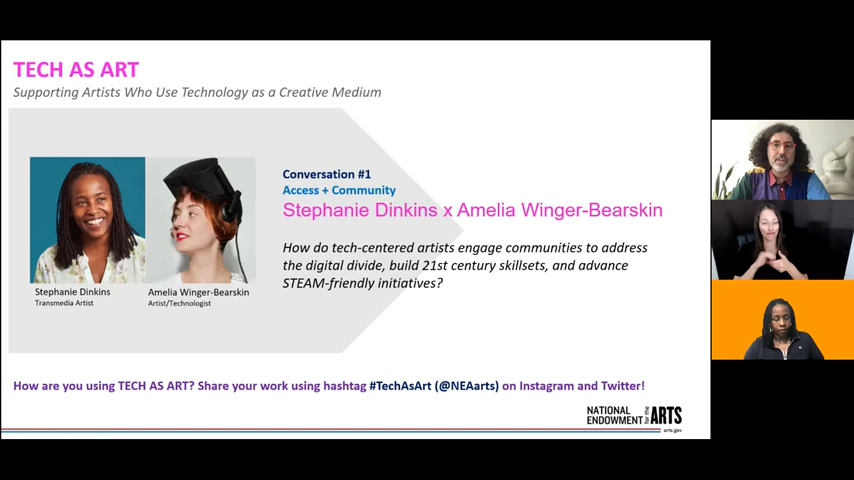 TECH AS ART
Supporting Artists Who Use Technology as a Creative Medium
Stephanie Dinkins
Transmedia Artist
Amelia Winger-Bearskin
Artist/Technologist
Conversation #1
Access + Community
Stephanie Dinkins x Amelia Winger-Bearskin
How do tech-centered artists engage communities to address
the digital divide, build 21st century skillsets, and advance
STEAM-friendly initiatives?
How are you using TECH AS ART? Share your work using hashtag #TechAsArt (@NEAarts) on Instagram and Twitter!
NATIONAL
ENDOWMENT for the ARTS
arts.gov